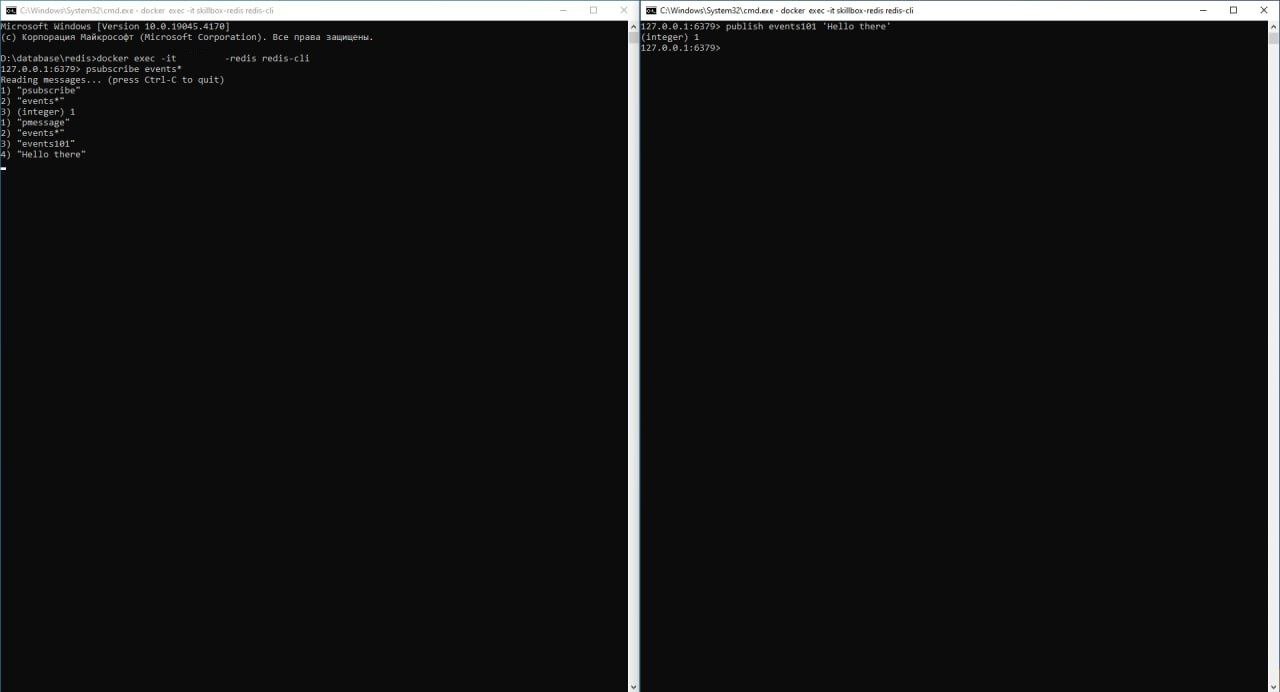 C:\Windows\System32\cmd.exe - docker exec -it skillbox-redis redis-cli
Microsoft Windows [Version 10.0.19045.4170]
(c) Корпорация Майкрософт (Microsoft Corporation). Все права защищены.
D:\database\redis>docker exec -it -redis redis-cli
127.0.0.1:6379> psubscribe events*
Reading messages... (press Ctrl-C to quit)
1) "psubscribe"
2) "events*"
3) (integer) 1
1) "pmessage"
2) "events*"
3) "events101"
4) "Hello there"
C:\Windows\System32\cmd.exe - docker exec -it skillbox-redis redis-cli
127.0.0.1:6379> publish events101 'Hello there'
(integer) 1
127.0.0.1:6379>